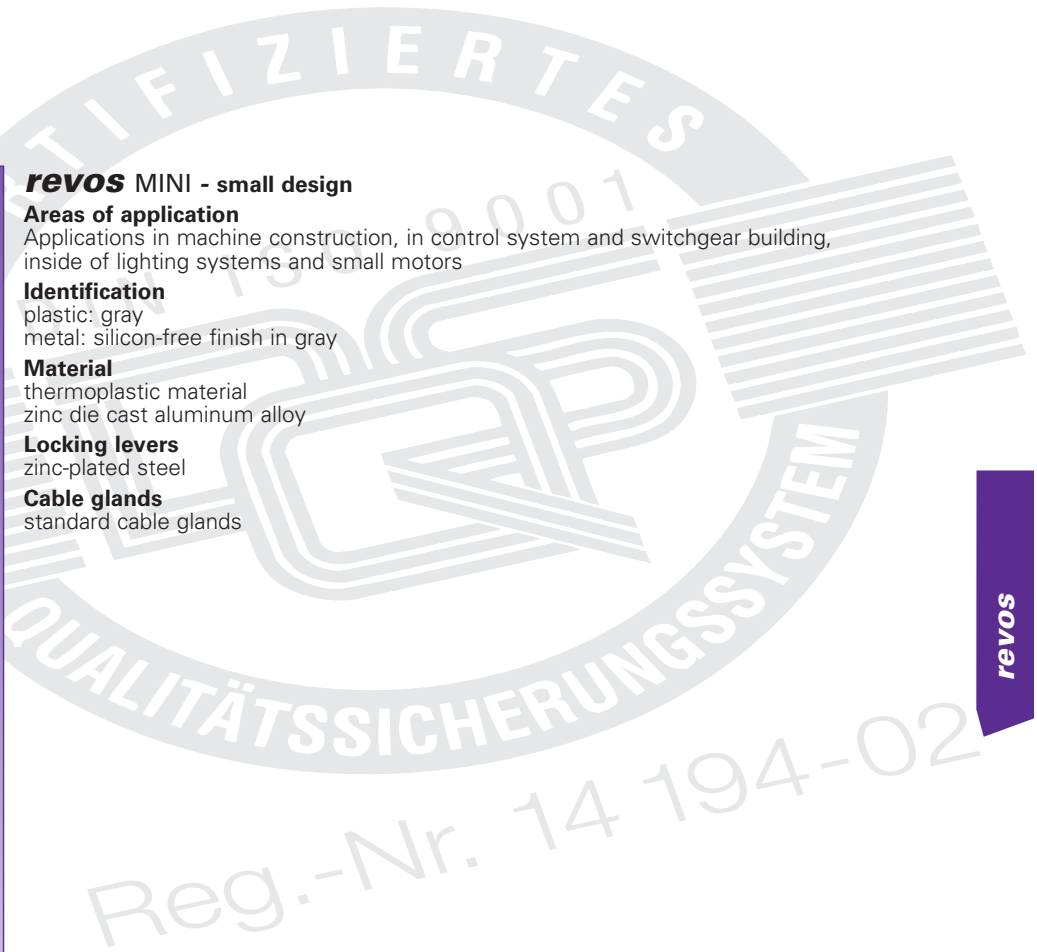 revos MINI - small design
Areas of application
Applications in machine construction, in control system and switchgear building,
inside of lighting systems and small motors
Identification
plastic: gray
metal: silicon-free finish in gray
Material
thermoplastic material
zinc die cast aluminum alloy
Locking levers
zinc-plated steel
Cable glands
standard cable glands
revos
RTIFIZIERTES
DIN ISO 9001
DQS
QUALITÄTSSICHERUNGSSYSTEM
Reg.-Nr. 14 194-02